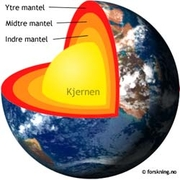 Ytre mantel
Midtre mantel
Indre mantel
Kjernen
© forskning.no